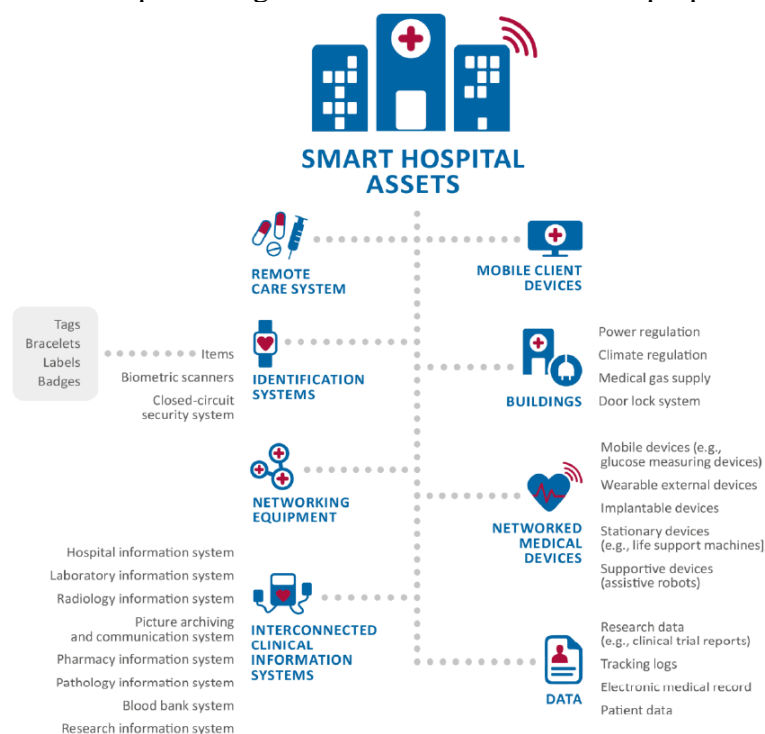 SMART HOSPITAL
ASSETS
REMOTE
CARE SYSTEM
MOBILE CLIENT
DEVICES
Tags
Bracelets
Labels
Badges
Items
Biometric scanners
Closed-circuit
security system
IDENTIFICATION
SYSTEMS
BUILDINGS
Power regulation
Climate regulation
Medical gas supply
Door lock system
NETWORKING
EQUIPMENT
NETWORKED
MEDICAL
DEVICES
Mobile devices (e.g.,
glucose measuring devices)
Wearable external devices
Implantable devices
Stationary devices
(e.g., life support machines]
Supportive devices
(assistive robots)
Hospital information system
Laboratory information system
Radiology information system
Picture archiving
and communication system
Pharmacy information system
Pathology information system
Blood bank system
Research information system
INTERCONNECTED
CLINICAL
INFORMATION
SYSTEMS
DATA
Research data
(e.g., clinical trial reports)
Tracking logs
Electronic medical record
Patient data